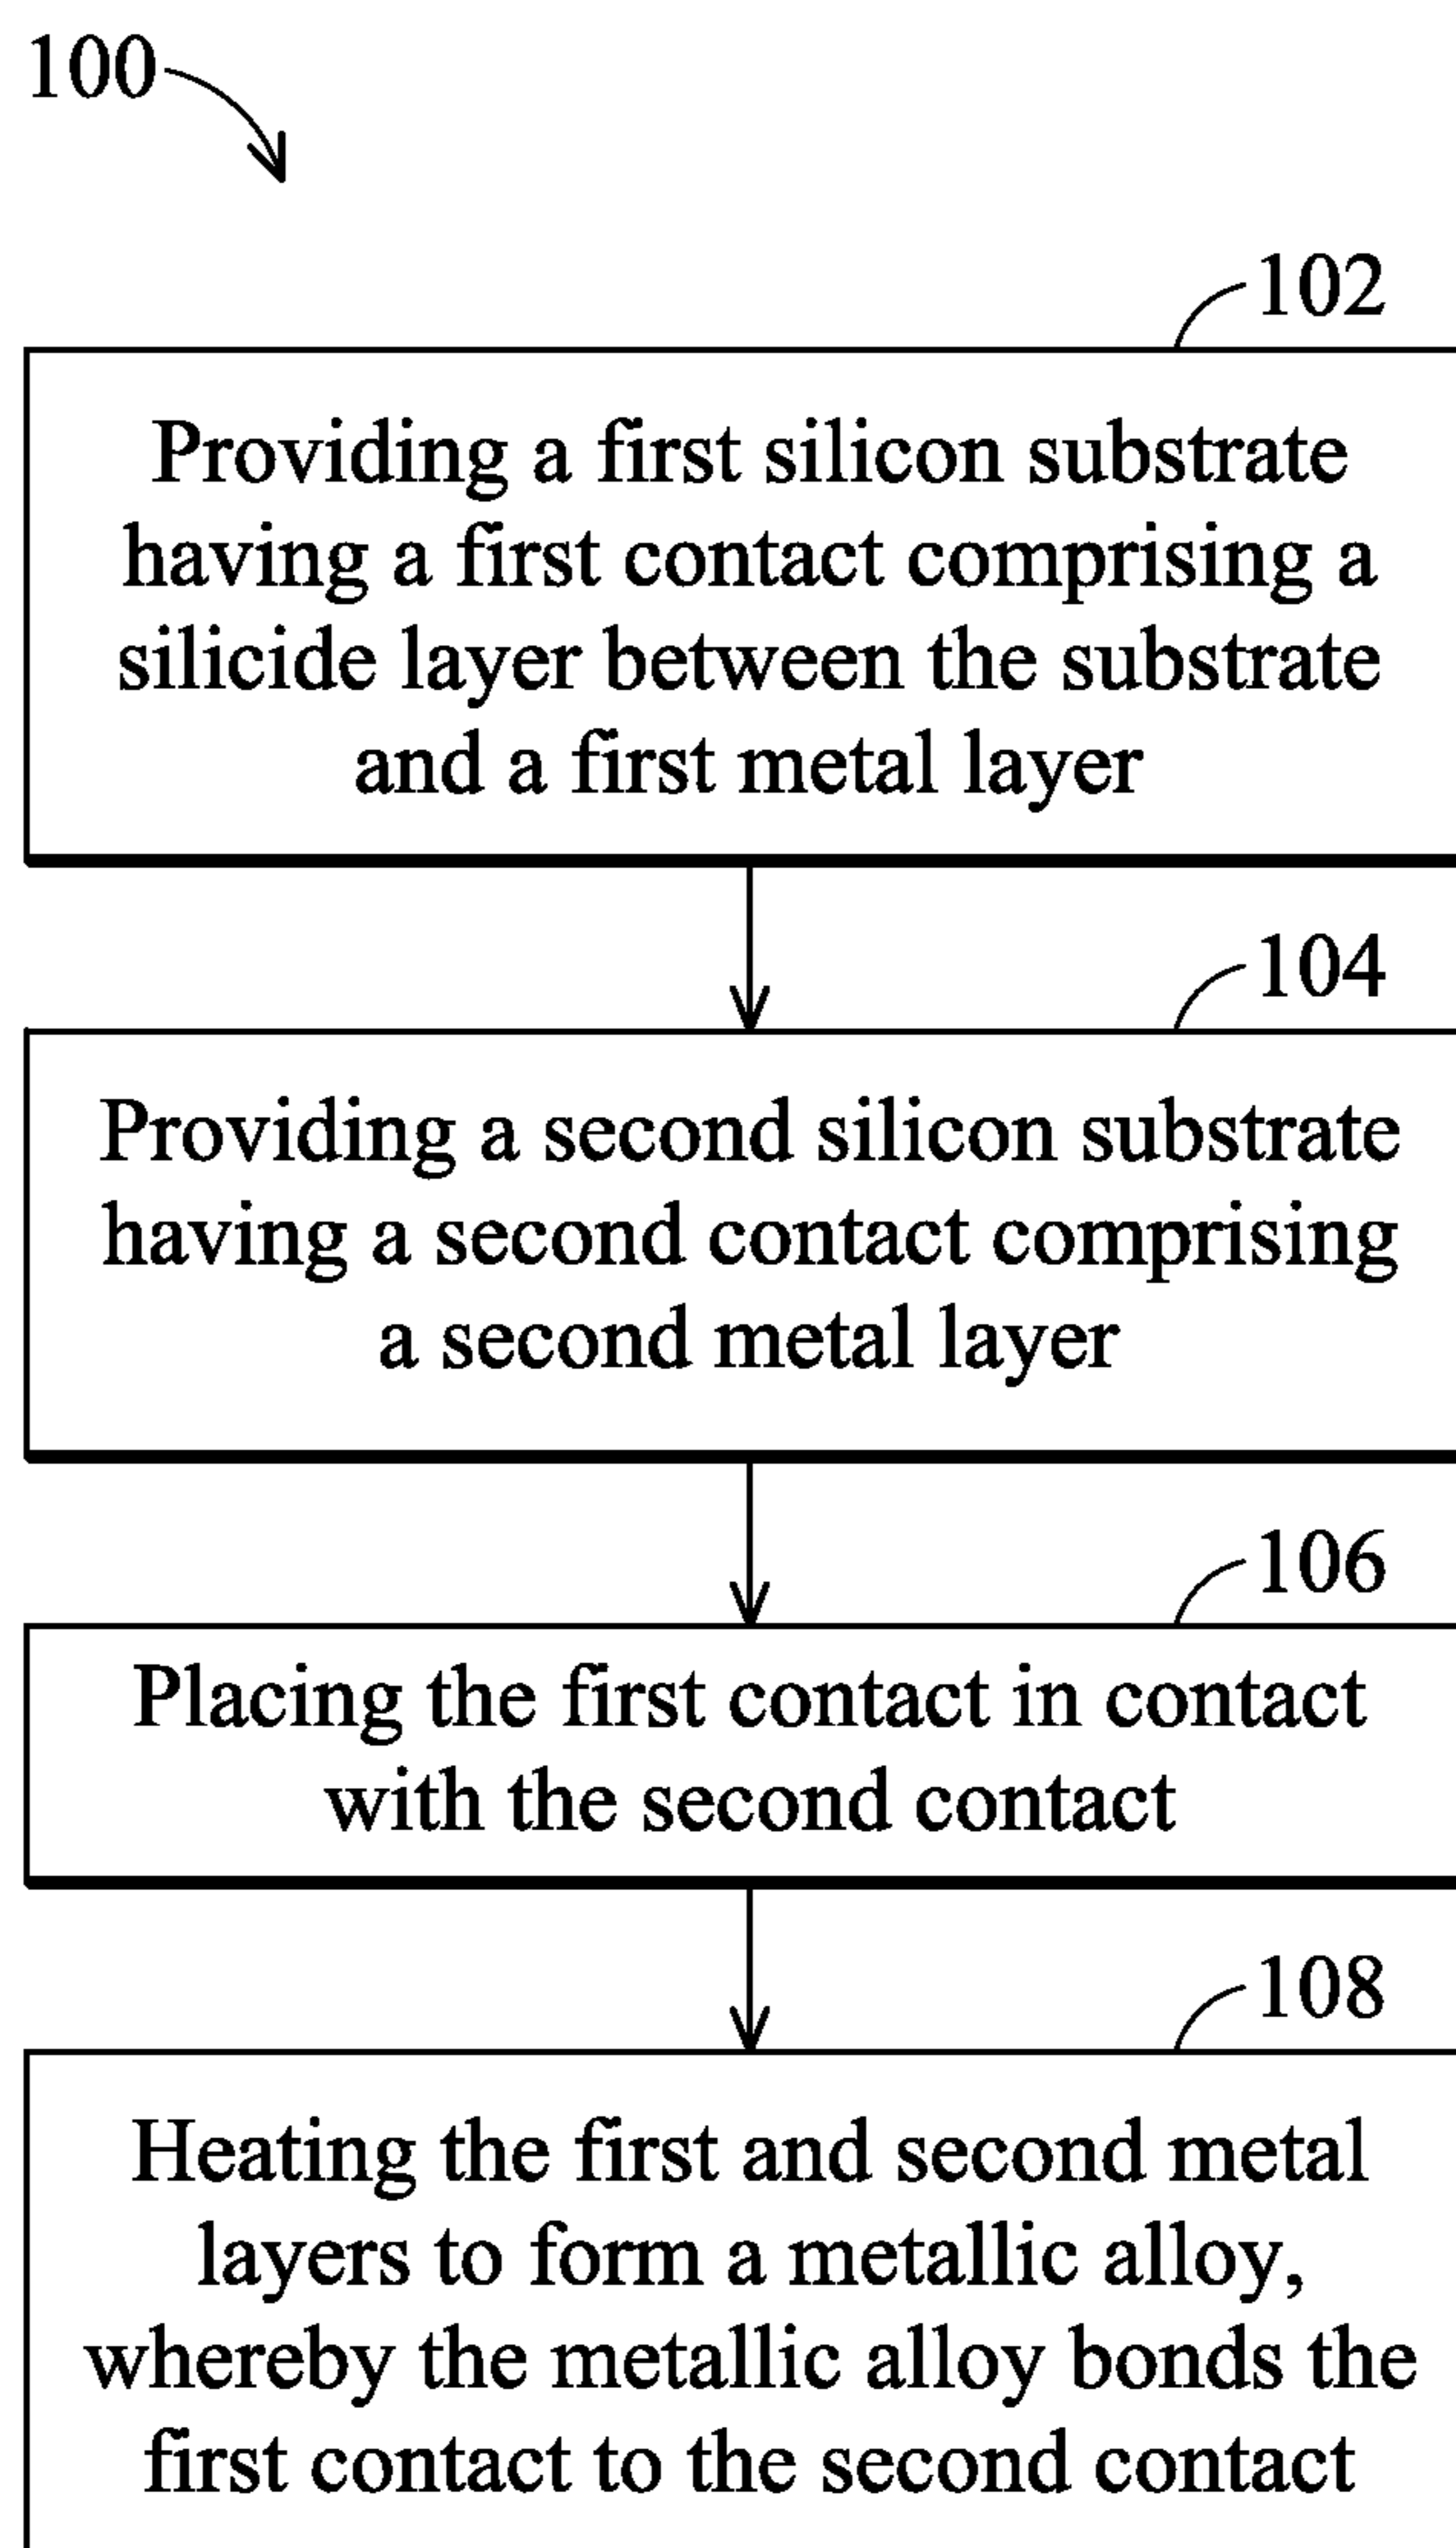 100
102
Providing a first silicon substrate
having a first contact comprising a
silicide layer between the substrate
and a first metal layer
104
Providing a second silicon substrate
having a second contact comprising
a second metal layer
106
Placing the first contact in contact
with the second contact
108
Heating the first and second metal
layers to form a metallic alloy,
whereby the metallic alloy bonds the
first contact to the second contact